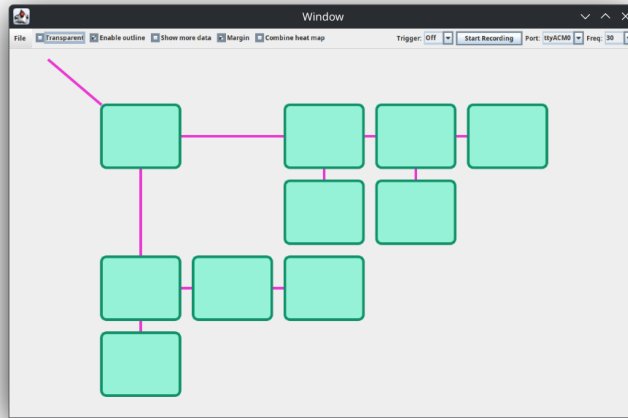 Window
File Transparent Enable outline Show more data Margin Combine heat map Trigger: Off Start Recording Port: ttyACM0 Freq: 30